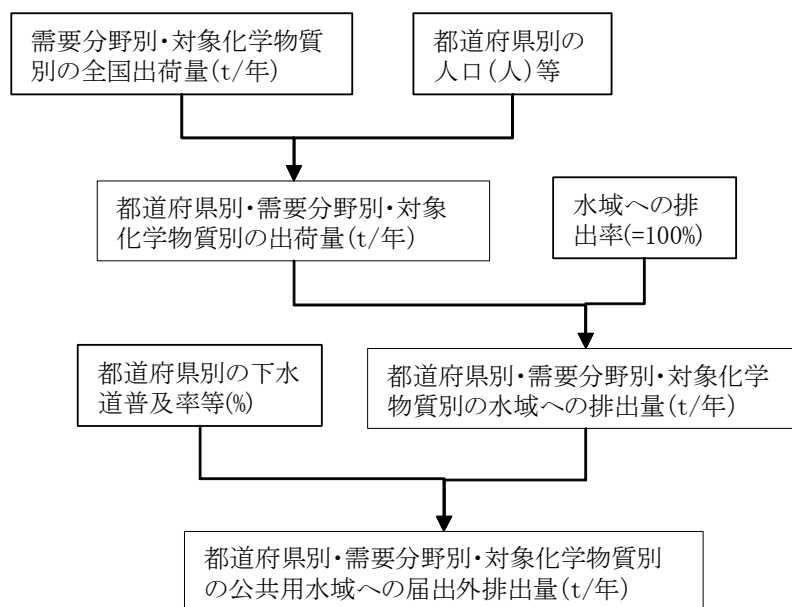 需要分野別・対象化学物質
別の全国出荷量(t/年)
都道府県別の
人口(人)等
都道府県別・需要分野別・対象
化学物質別の出荷量(t/年)
水域への排
出率(=100%)
都道府県別の下水
道普及率等(%)
都道府県別・需要分野別・対象化学
物質別の水域への排出量(t/年)
都道府県別・需要分野別・対象化学物質別
の公共用水域への届出外排出量(t/年)